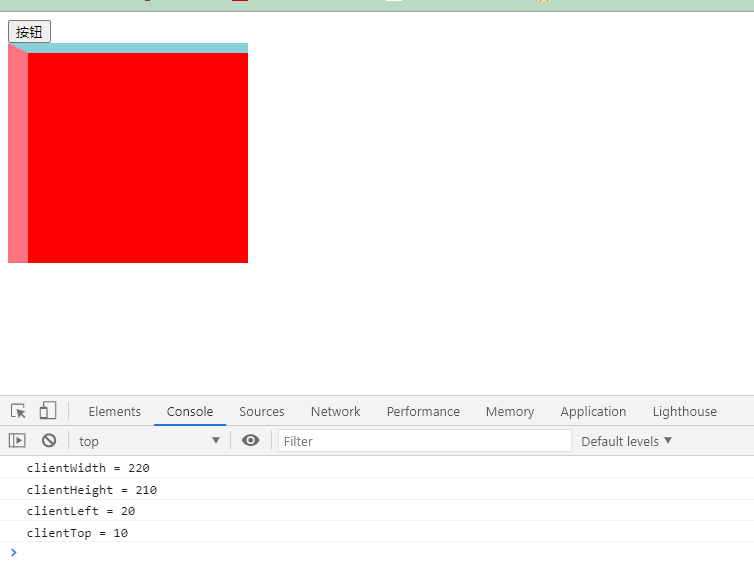 按钮
Elements Console Sources Network Performance Memory Application Lighthouse
top Filter Default levels
clientWidth = 220
clientHeight = 210
clientLeft = 20
clientTop = 10